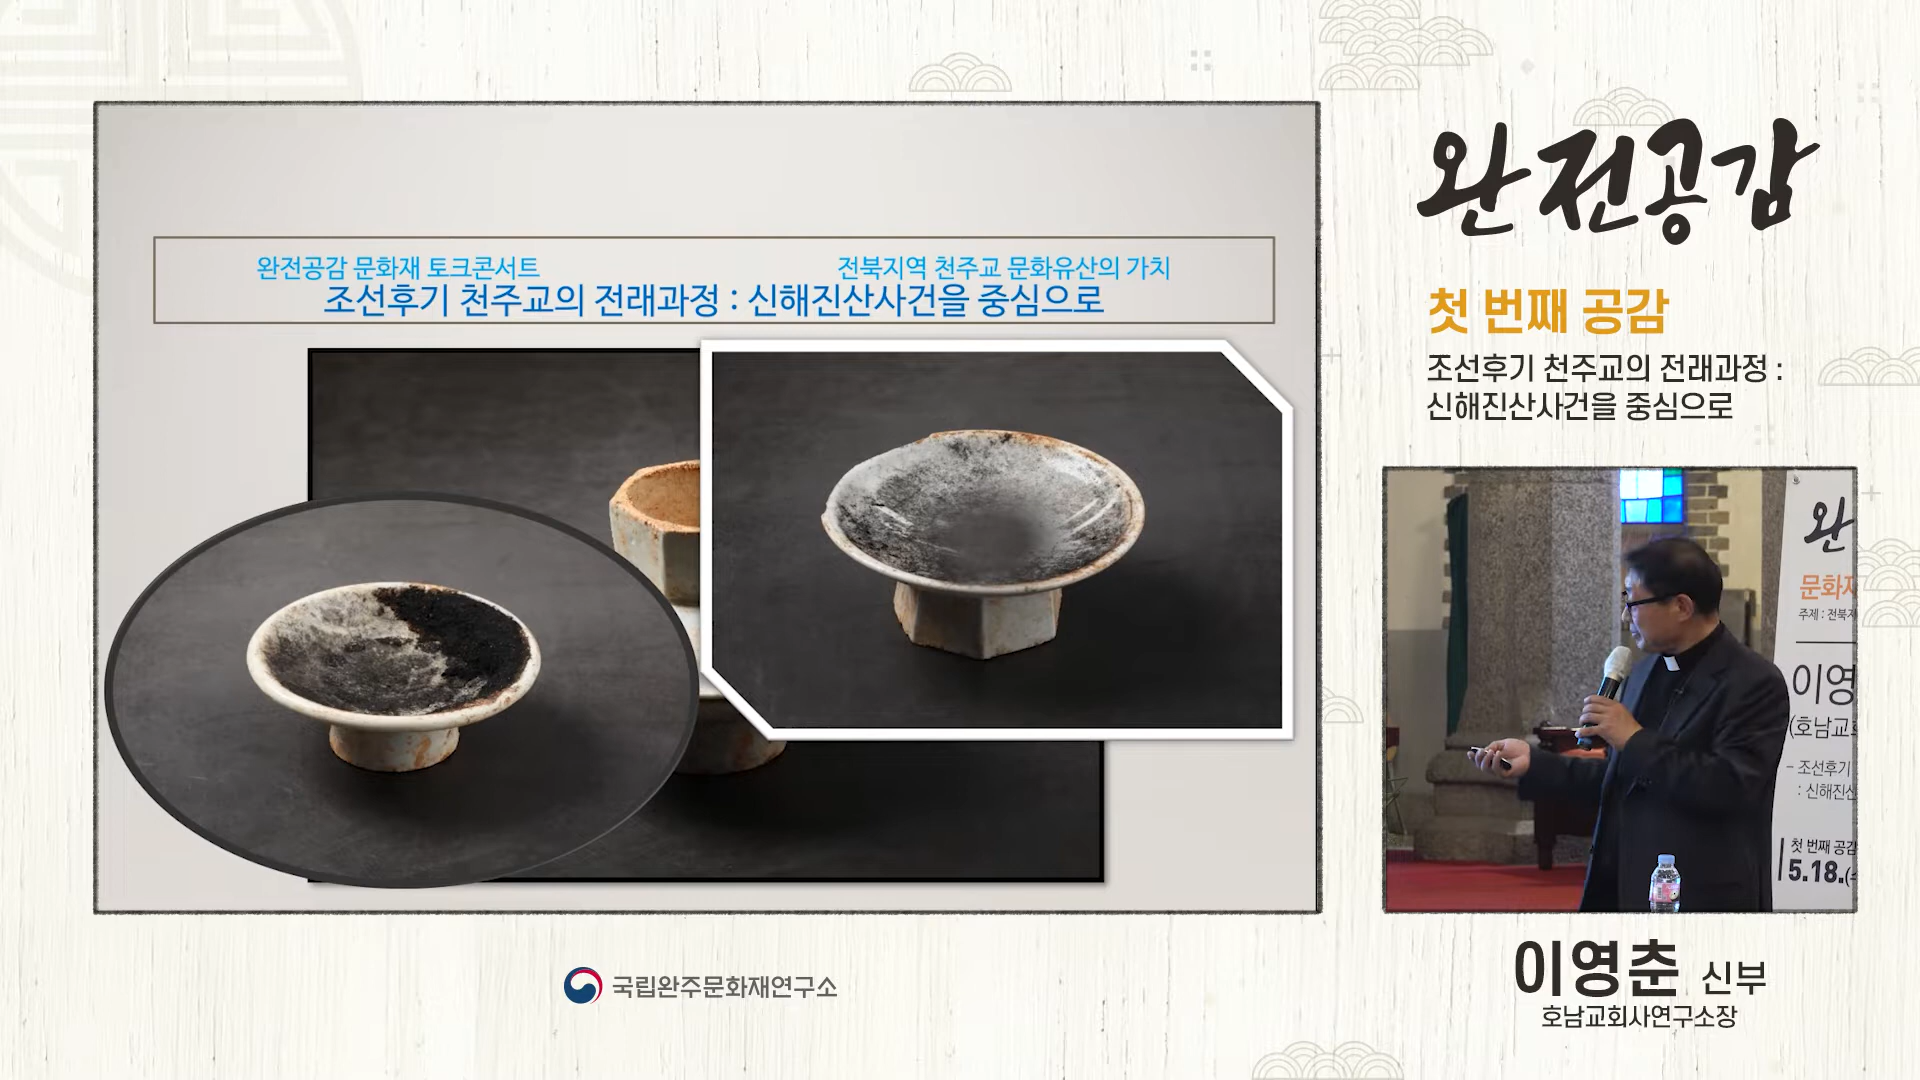 완전공감 문화재 토크콘서트 전북지역 천주교 문화유산의 가치
조선후기 천주교의 전래과정 : 신해진산사건을 중심으로
완전공감
첫 번째 공감
조선후기 천주교의 전래과정 :
신해진산사건을 중심으로
완
문화
주제 : 전북
이영
(호남교회
- 조선후기
: 신해진산
첫 번째 공감
5.18.(
이영춘 신부
호남교회사연구소장
국립완주문화재연구소